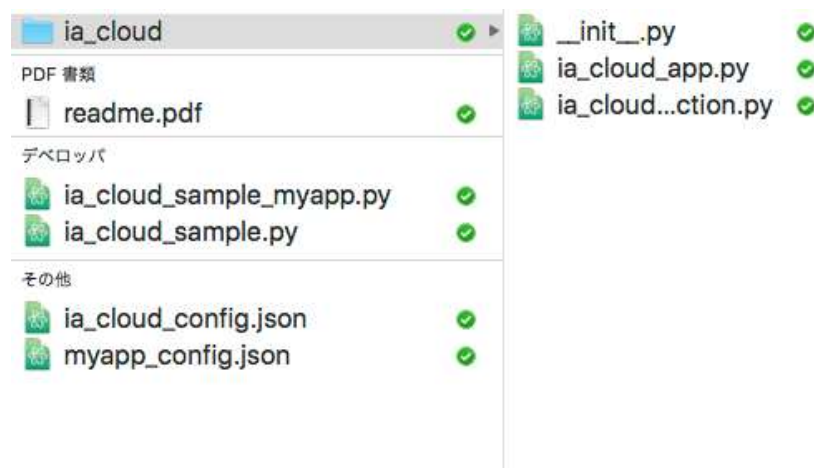 ia_cloud
PDF 書類
readme.pdf
デベロッパ
ia_cloud_sample_myapp.py
ia_cloud_sample.py
その他
ia_cloud_config.json
myapp_config.json
__init__.py
ia_cloud_app.py
ia_cloud...ction.py